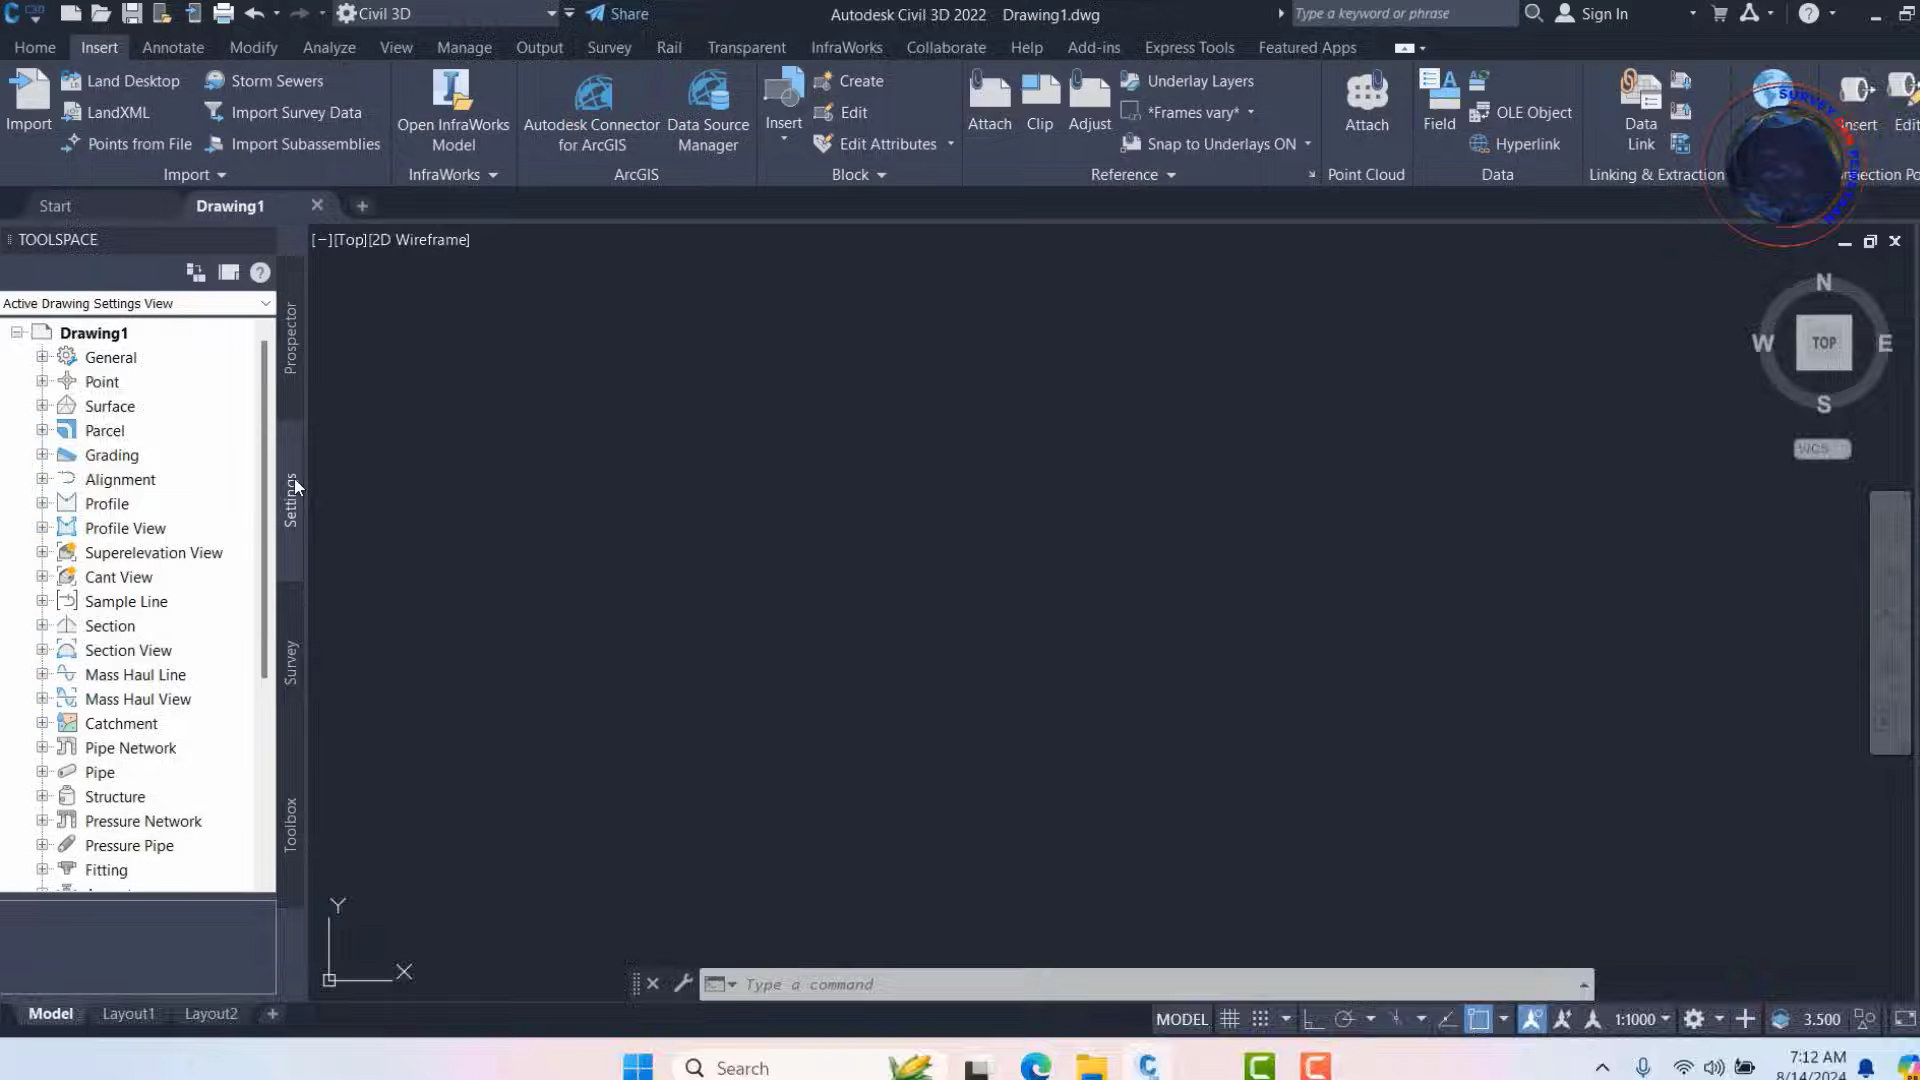 Civil 3D
Share
Autodesk Civil 3D 2022 Drawing1.dwg
Type a keyword or phrase
Sign In
Home Insert Annotate Modify Analyze View Manage Output Survey Rail Transparent InfraWorks Collaborate Help Add-ins Express Tools Featured Apps
Import
Land Desktop
LandXML
Points from File
Storm Sewers
Import Survey Data
Import Subassemblies
Import
Open InfraWorks
Model
InfraWorks
Autodesk Connector
for ArcGIS
Data Source
Manager
ArcGIS
Insert
Create
Edit
Edit Attributes
Block
Attach
Clip
Adjust
Underlay Layers
*Frames vary*
Snap to Underlays ON
Reference
Attach
Point Cloud
Field
OLE Object
Hyperlink
Data
Data
Link
Linking & Extraction
SURVEY
Start
Drawing1
TOOLSPACE
Active Drawing Settings View
Drawing1
General
Point
Surface
Parcel
Grading
Alignment
Profile
Profile View
Superelevation View
Cant View
Sample Line
Section
Section View
Mass Haul Line
Mass Haul View
Catchment
Pipe Network
Pipe
Structure
Pressure Network
Pressure Pipe
Fitting
Prospector
Settings
Survey
Toolbox
[−][Top][2D Wireframe]
N
W TOP E
S
WCS
Y
X
Type a command
Model Layout1 Layout2
MODEL
1:1000
3.500
Search
7:12 AM
8/14/2024